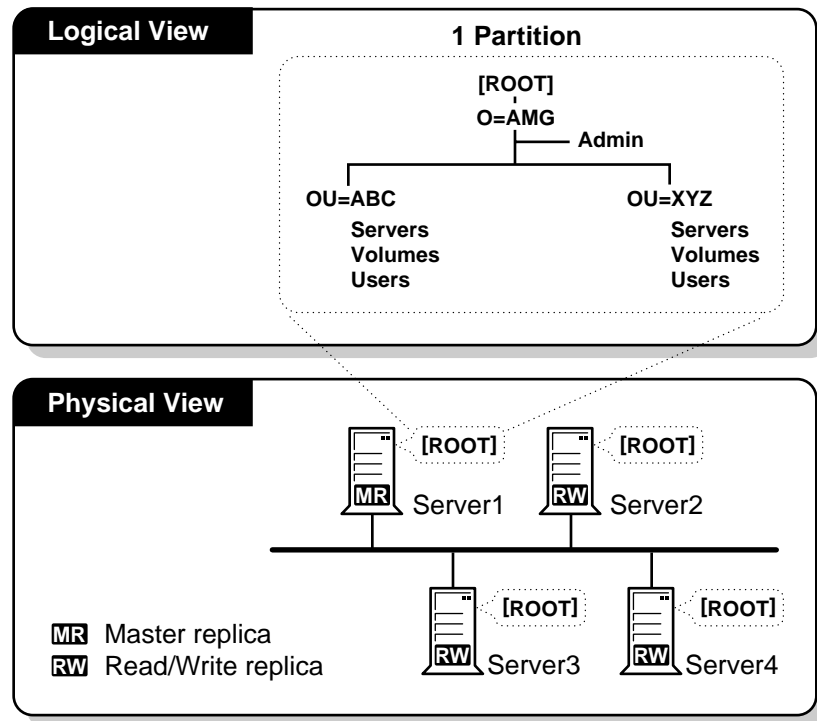 Logical View
1 Partition
[ROOT]
O=AMG
Admin
OU=ABC
OU=XYZ
Servers
Volumes
Users
Servers
Volumes
Users
Physical View
[ROOT]
[ROOT]
MR
Server1
RW
Server2
[ROOT]
[ROOT]
RW
Server3
RW
Server4
MR Master replica
RW Read/Write replica